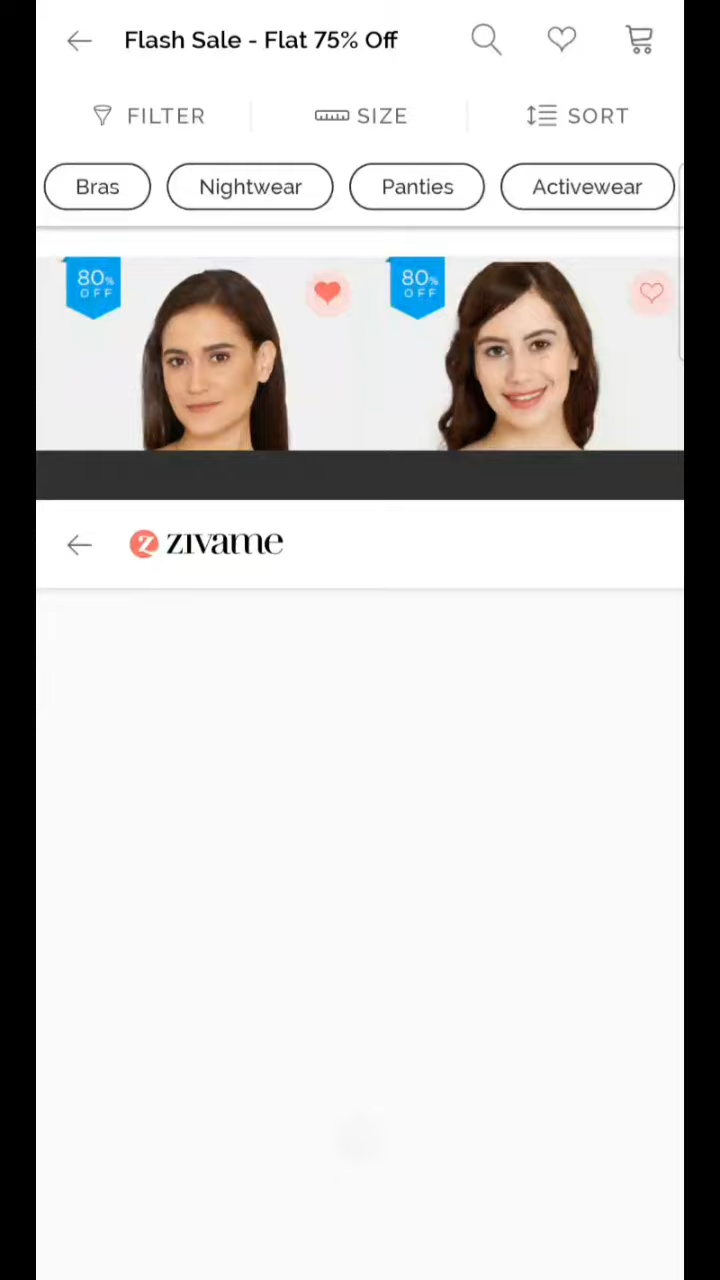 Flash Sale - Flat 75% Off
FILTER SIZE SORT
Bras Nightwear Panties Activewear
80% OFF 80% OFF
z zivame